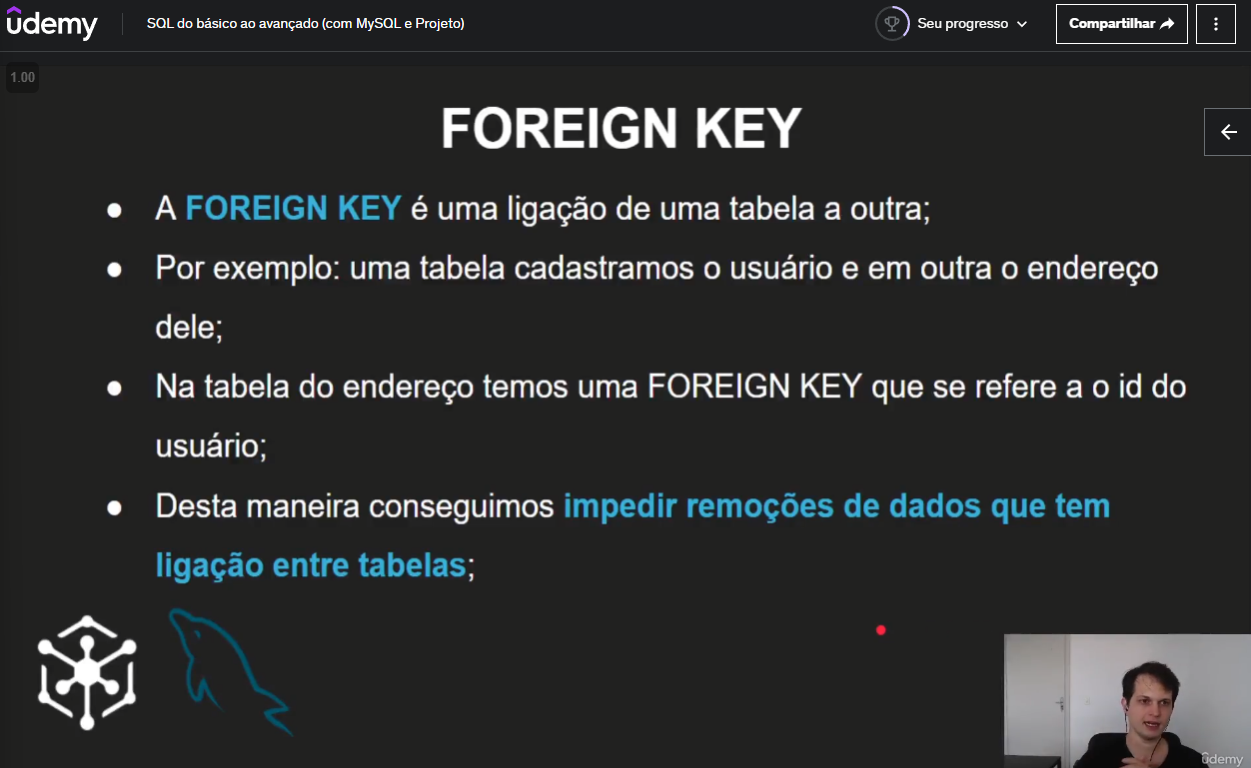 ûdemy
SQL do básico ao avançado (com MySQL e Projeto)
Seu progresso
Compartilhar
1.00
FOREIGN KEY
● A FOREIGN KEY é uma ligação de uma tabela a outra;
● Por exemplo: uma tabela cadastramos o usuário e em outra o endereço
dele;
● Na tabela do endereço temos uma FOREIGN KEY que se refere a o id do
usuário;
● Desta maneira conseguimos impedir remoções de dados que tem
ligação entre tabelas;
ûdemy